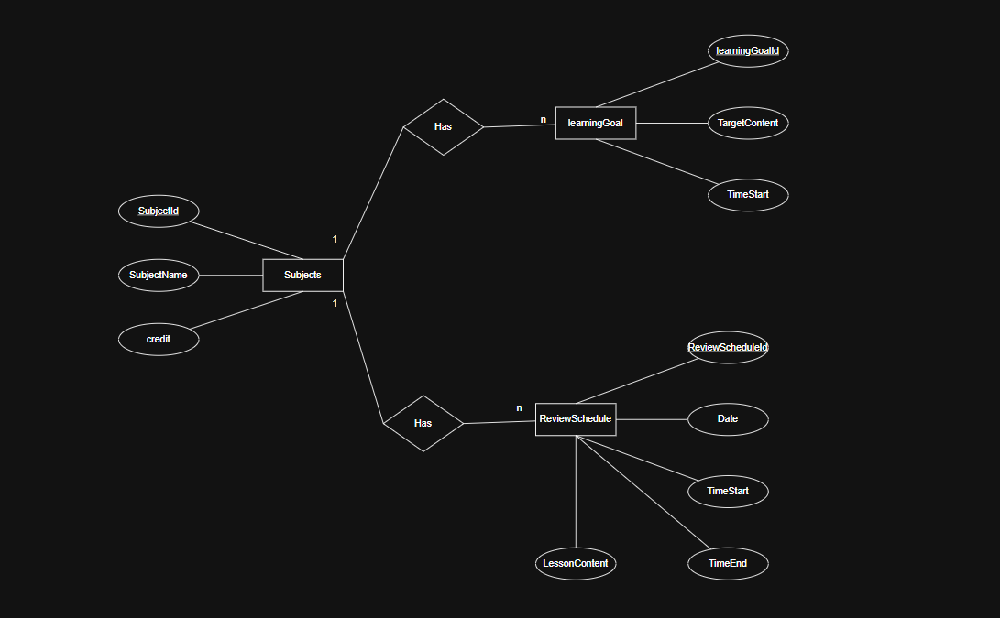 learningGoalId
Has
n
learningGoal
TargetContent
TimeStart
SubjectId
1
SubjectName
Subjects
1
credit
ReviewScheduleId
n
Has
ReviewSchedule
Date
TimeStart
LessonContent
TimeEnd